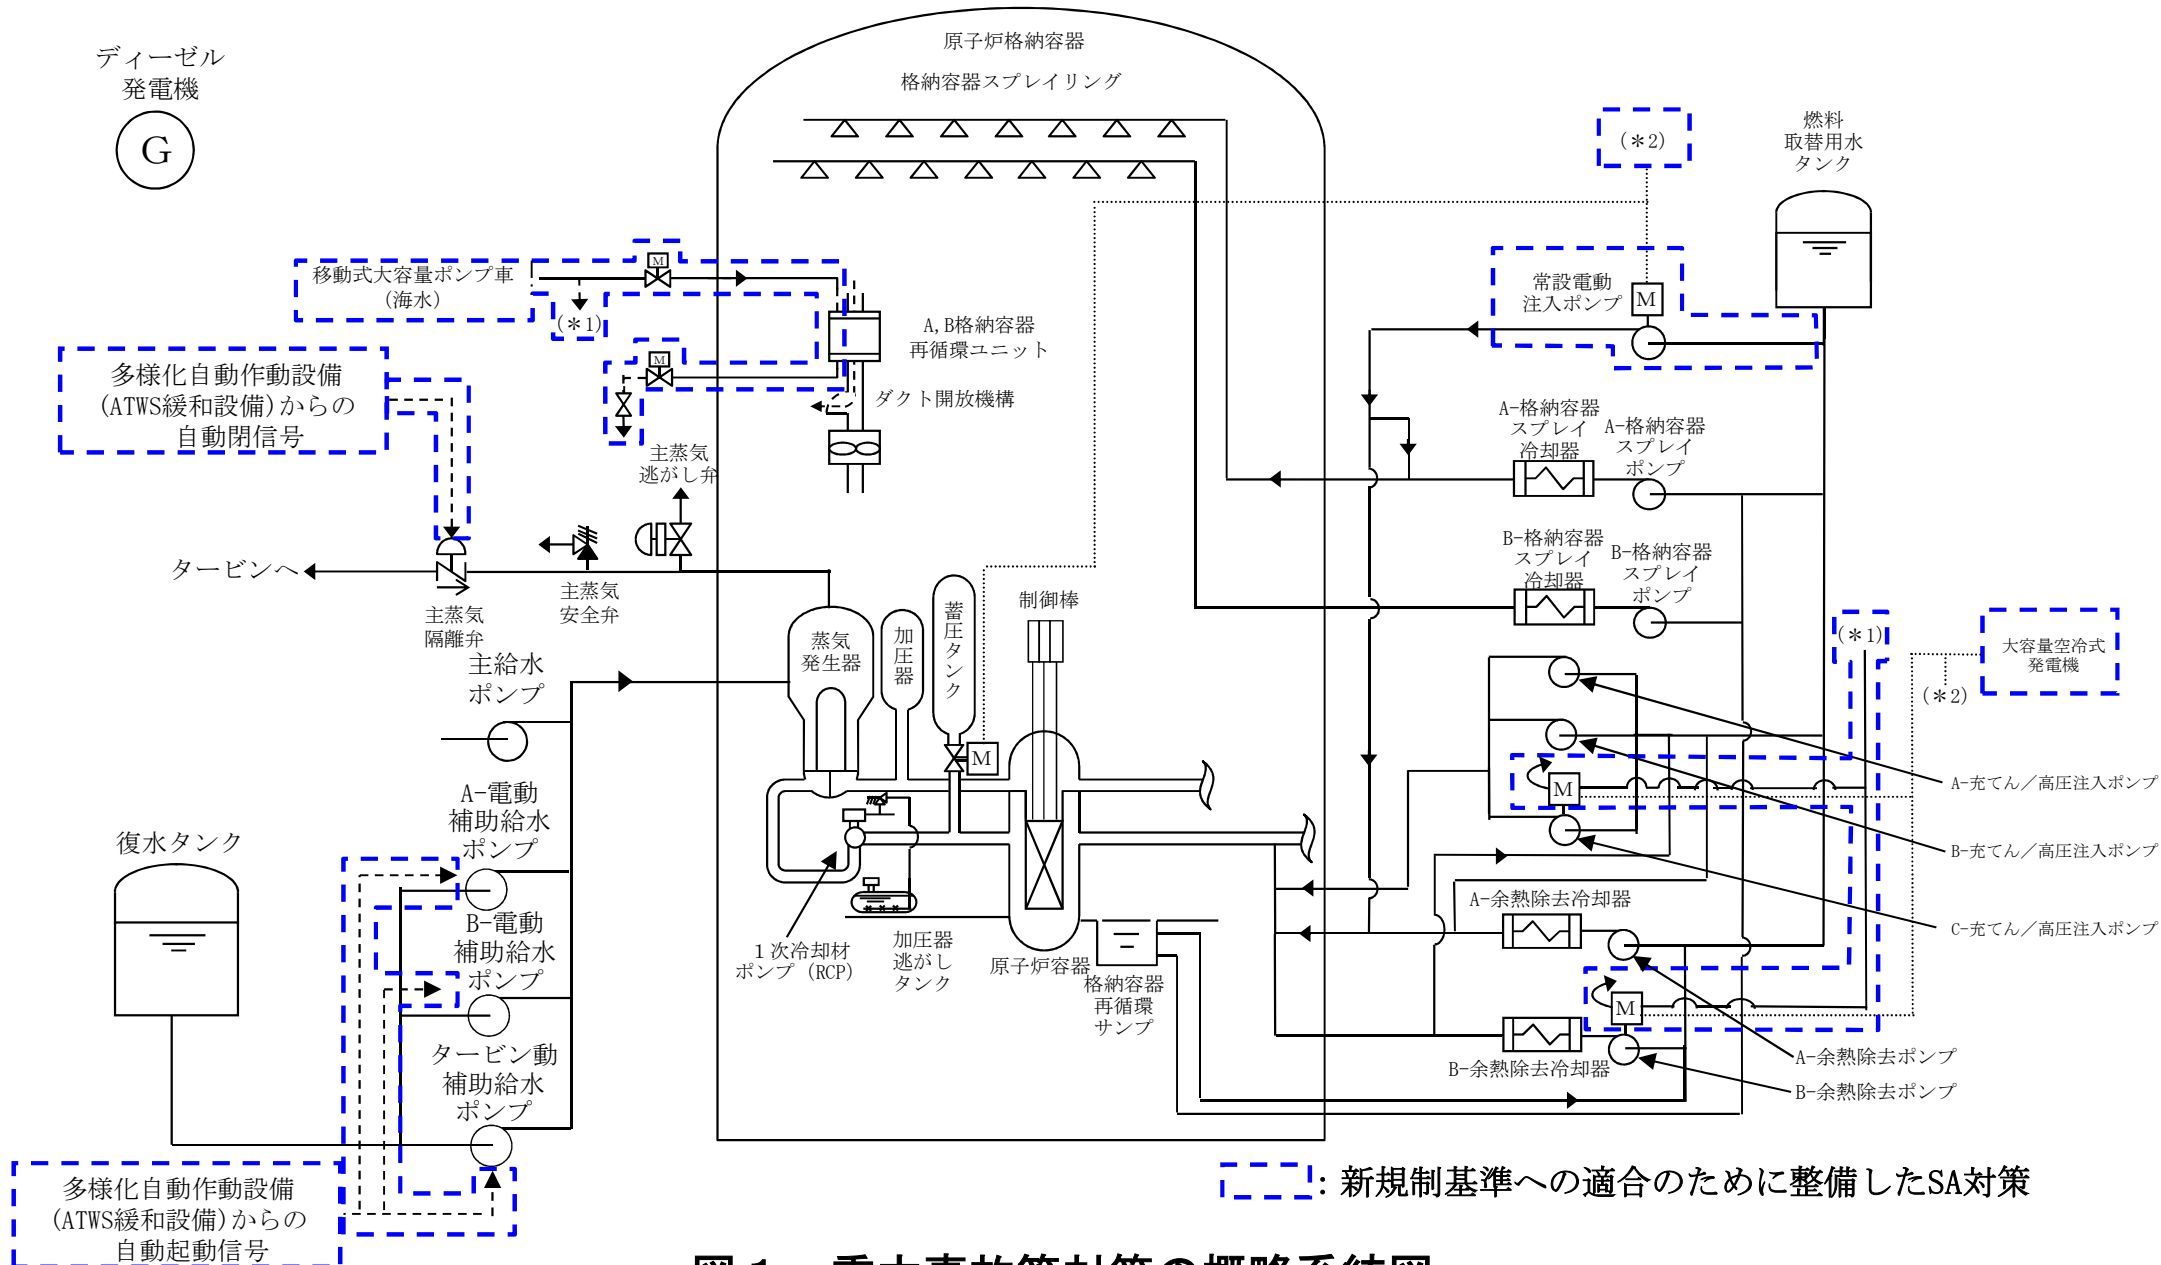 ディーゼル
発電機
G
原子炉格納容器
格納容器スプレイリング
(＊2)
燃料
取替用水
タンク
移動式大容量ポンプ車
(海水)
M
(＊1)
M
A,B格納容器
再循環ユニット
ダクト開放機構
常設電動
注入ポンプ
M
多様化自動作動設備
(ATWS緩和設備)からの
自動閉信号
主蒸気
逃がし弁
A-格納容器
スプレイ
冷却器
A-格納容器
スプレイ
ポンプ
B-格納容器
スプレイ
冷却器
B-格納容器
スプレイ
ポンプ
タービンへ
主蒸気
隔離弁
主蒸気
安全弁
蒸気
発生器
加圧器
蓄圧タンク
制御棒
(＊1)
大容量空冷式
発電機
(＊2)
主給水
ポンプ
M
M
A-充てん／高圧注入ポンプ
B-充てん／高圧注入ポンプ
C-充てん／高圧注入ポンプ
A-電動
補助給水
ポンプ
復水タンク
B-電動
補助給水
ポンプ
タービン動
補助給水
ポンプ
1次冷却材
ポンプ (RCP)
加圧器
逃がし
タンク
原子炉容器
格納容器
再循環
サンプ
A-余熱除去冷却器
M
B-余熱除去冷却器
A-余熱除去ポンプ
B-余熱除去ポンプ
多様化自動作動設備
(ATWS緩和設備)からの
自動起動信号
: 新規制基準への適合のために整備したSA対策
図1 重大事故等対策の概略系統図